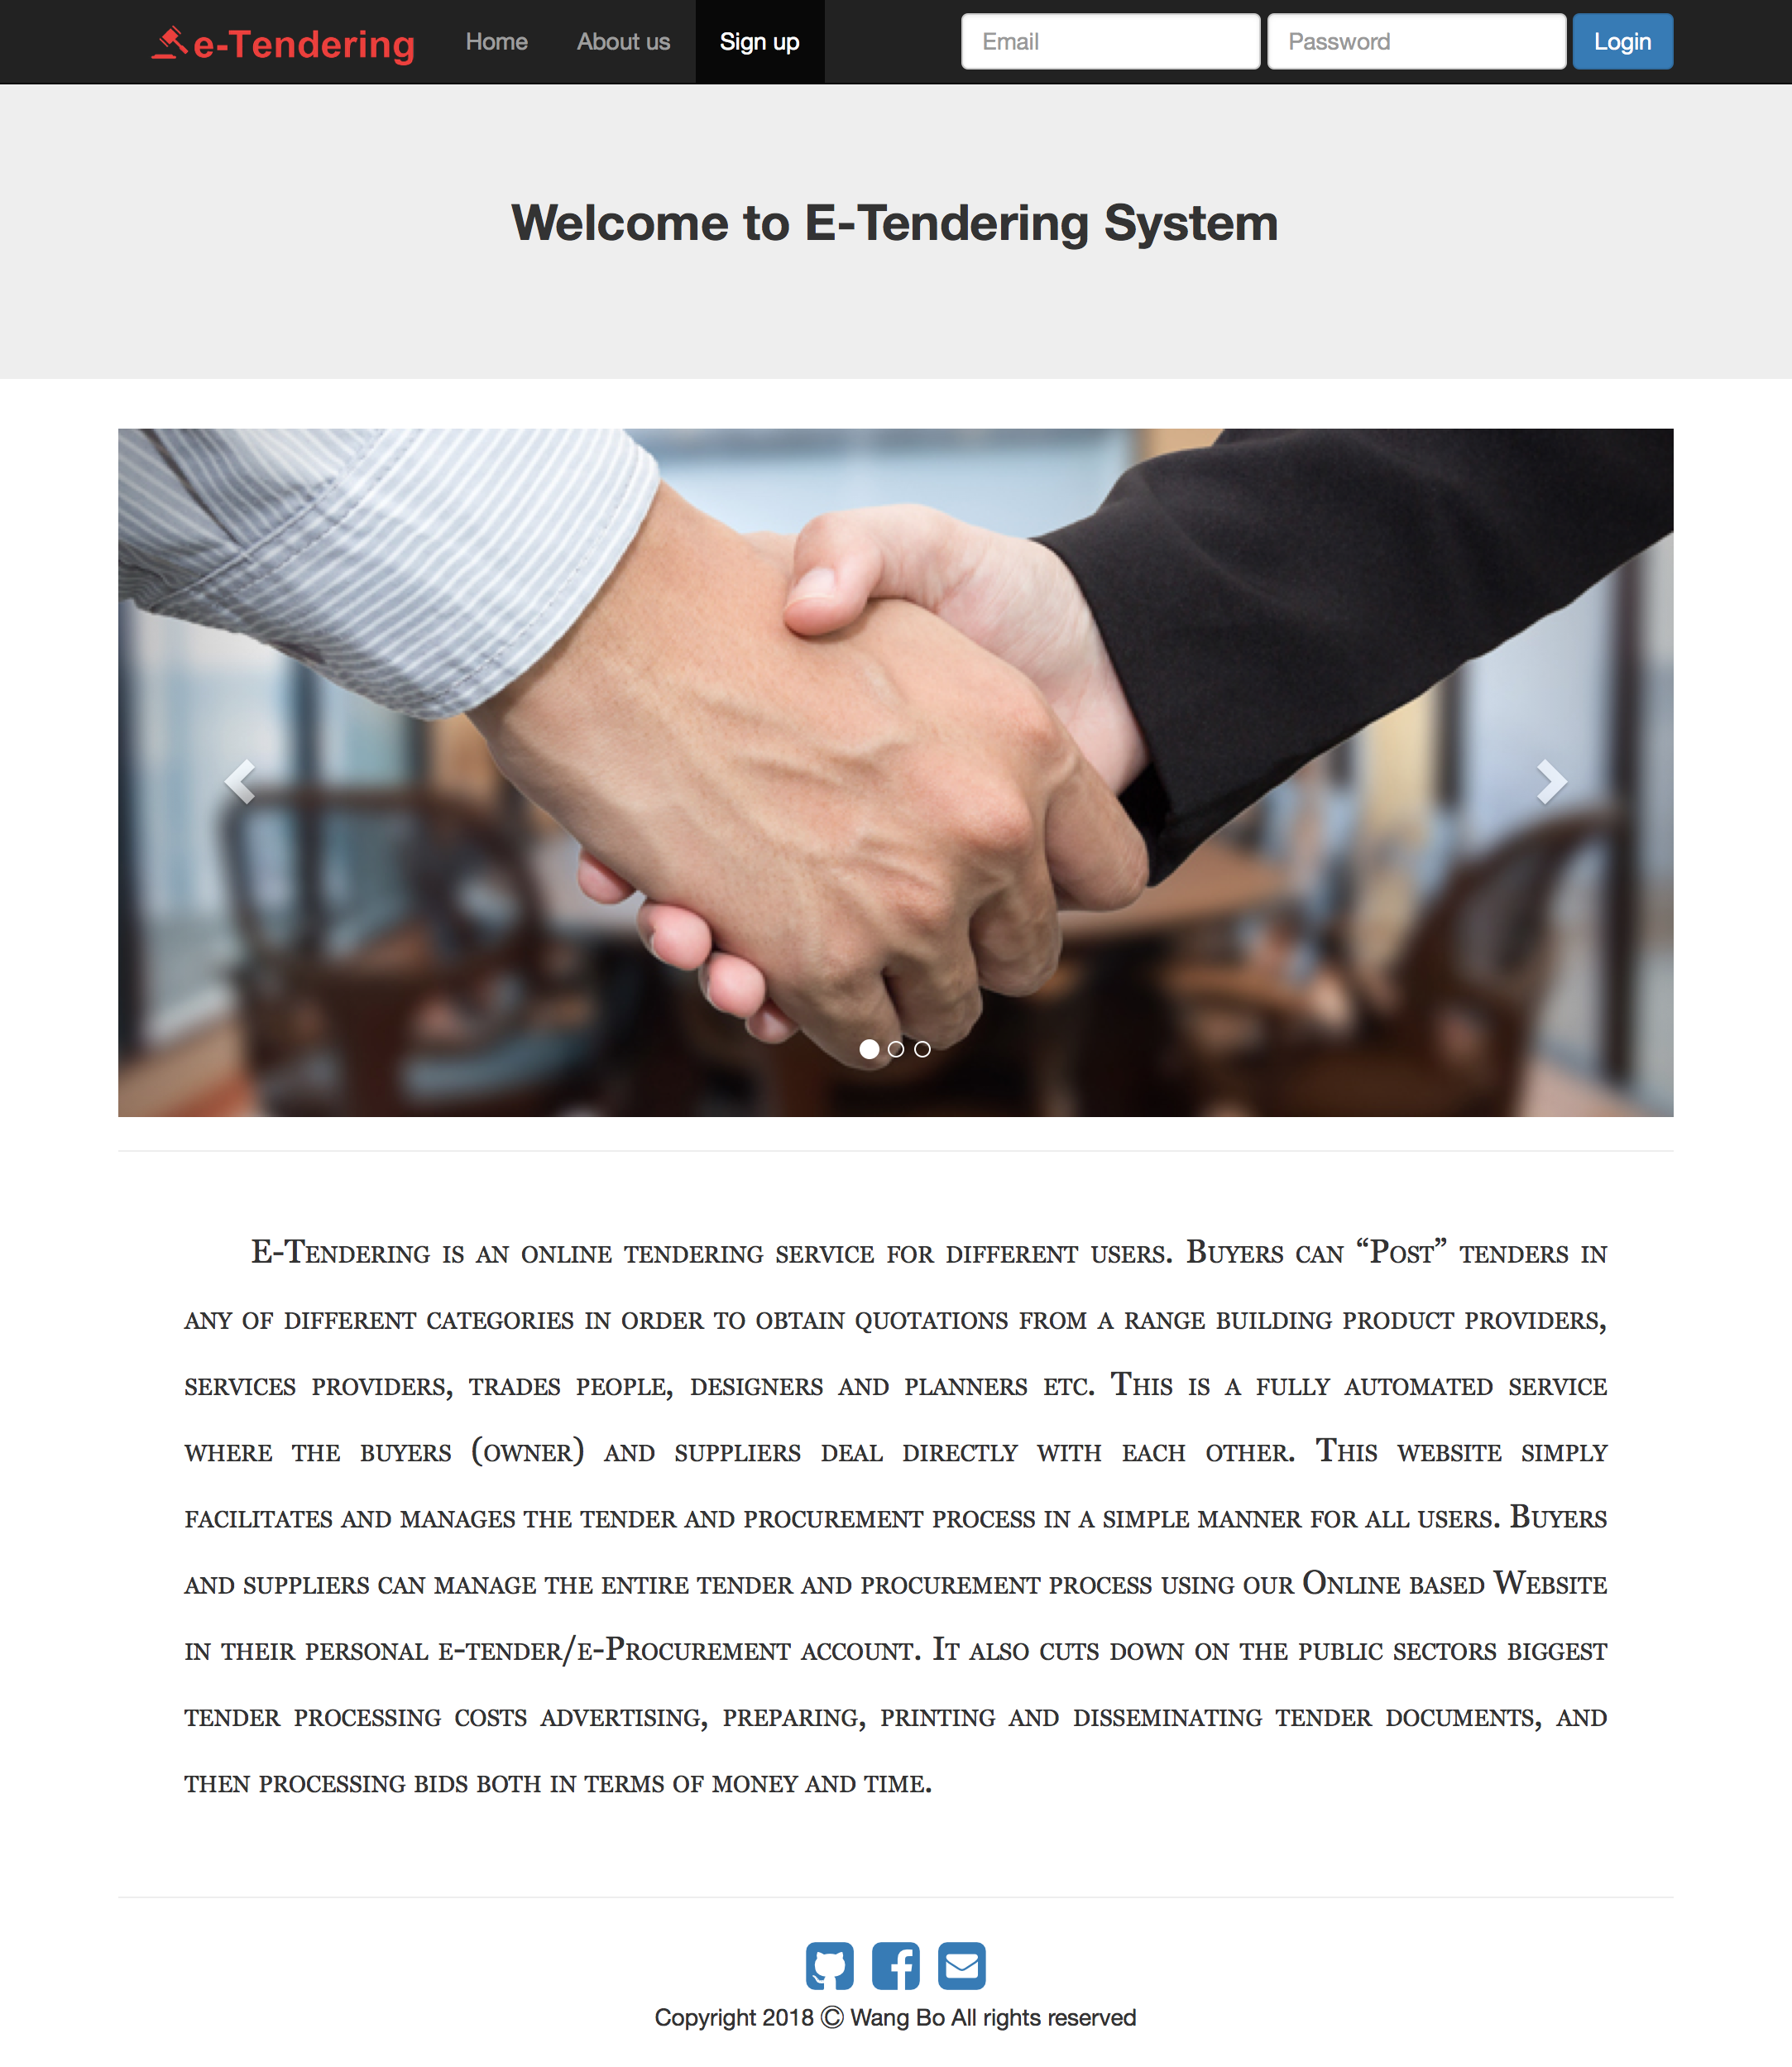 e-Tendering Home About us Sign up Email Password Login
Welcome to E-Tendering System
E-Tendering is an online tendering service for different users. Buyers can “Post” tenders in
any of different categories in order to obtain quotations from a range building product providers,
services providers, trades people, designers and planners etc. This is a fully automated service
where the buyers (owner) and suppliers deal directly with each other. This website simply
facilitates and manages the tender and procurement process in a simple manner for all users. Buyers
and suppliers can manage the entire tender and procurement process using our Online based Website
in their personal e-tender/e-Procurement account. It also cuts down on the public sectors biggest
tender processing costs advertising, preparing, printing and disseminating tender documents, and
then processing bids both in terms of money and time.
Copyright 2018 © Wang Bo All rights reserved